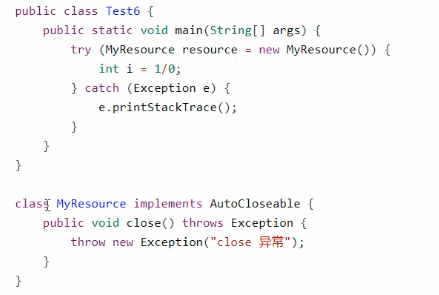 public class Test6 {
    public static void main(String[] args) {
        try (MyResource resource = new MyResource()) {
            int i = 1/0;
        } catch (Exception e) {
            e.printStackTrace();
        }
    }
}
class MyResource implements AutoCloseable {
    public void close() throws Exception {
        throw new Exception("close 异常");
    }
}